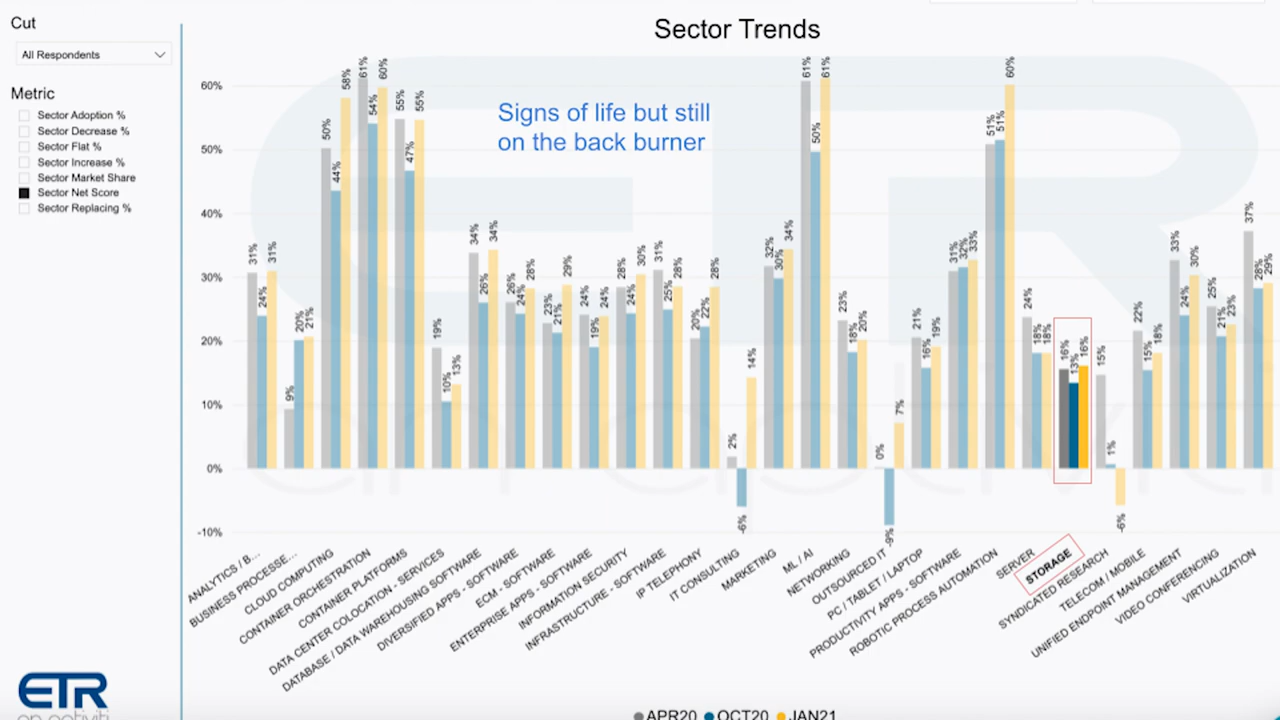 Sector Trends
Cut
All Respondents
Metric
Sector Adoption %
Sector Decrease %
Sector Flat %
Sector Increase %
Sector Market Share
Sector Net Score
Sector Replacing %
Signs of life but still
on the back burner
60%
50%
40%
30%
20%
10%
0%
-10%
31% 24% 31%
9% 20% 21%
50% 44% 58%
61% 54% 60%
55% 47% 55%
19% 10% 13%
34% 26% 34%
26% 24% 28%
23% 21% 29%
24% 19% 24%
28% 24% 30%
31% 25% 28%
20% 22% 28%
2% -6% 14%
32% 30% 34%
61% 50% 61%
23% 18% 20%
0% -9% 7%
21% 16% 19%
31% 32% 33%
51% 51% 60%
24% 18% 18%
16% 13% 16%
15% 1% -6%
22% 15% 18%
33% 24% 30%
25% 21% 23%
37% 28% 29%
ANALYTICS / B...
BUSINESS PROCESSE...
CLOUD COMPUTING
CONTAINER ORCHESTRATION
CONTAINER PLATFORMS
DATA CENTER COLOCATION - SERVICES
DATABASE / DATA WAREHOUSING SOFTWARE
DIVERSIFIED APPS - SOFTWARE
ECM - SOFTWARE
ENTERPRISE APPS - SOFTWARE
INFORMATION SECURITY
INFRASTRUCTURE - SOFTWARE
IP TELEPHONY
IT CONSULTING
MARKETING
ML / AI
NETWORKING
OUTSOURCED IT
PC / TABLET / LAPTOP
PRODUCTIVITY APPS - SOFTWARE
ROBOTIC PROCESS AUTOMATION
SERVER
STORAGE
SYNDICATED RESEARCH
TELECOM / MOBILE
UNIFIED ENDPOINT MANAGEMENT
VIDEO CONFERENCING
VIRTUALIZATION
ETR
APR20 OCT20 JAN21